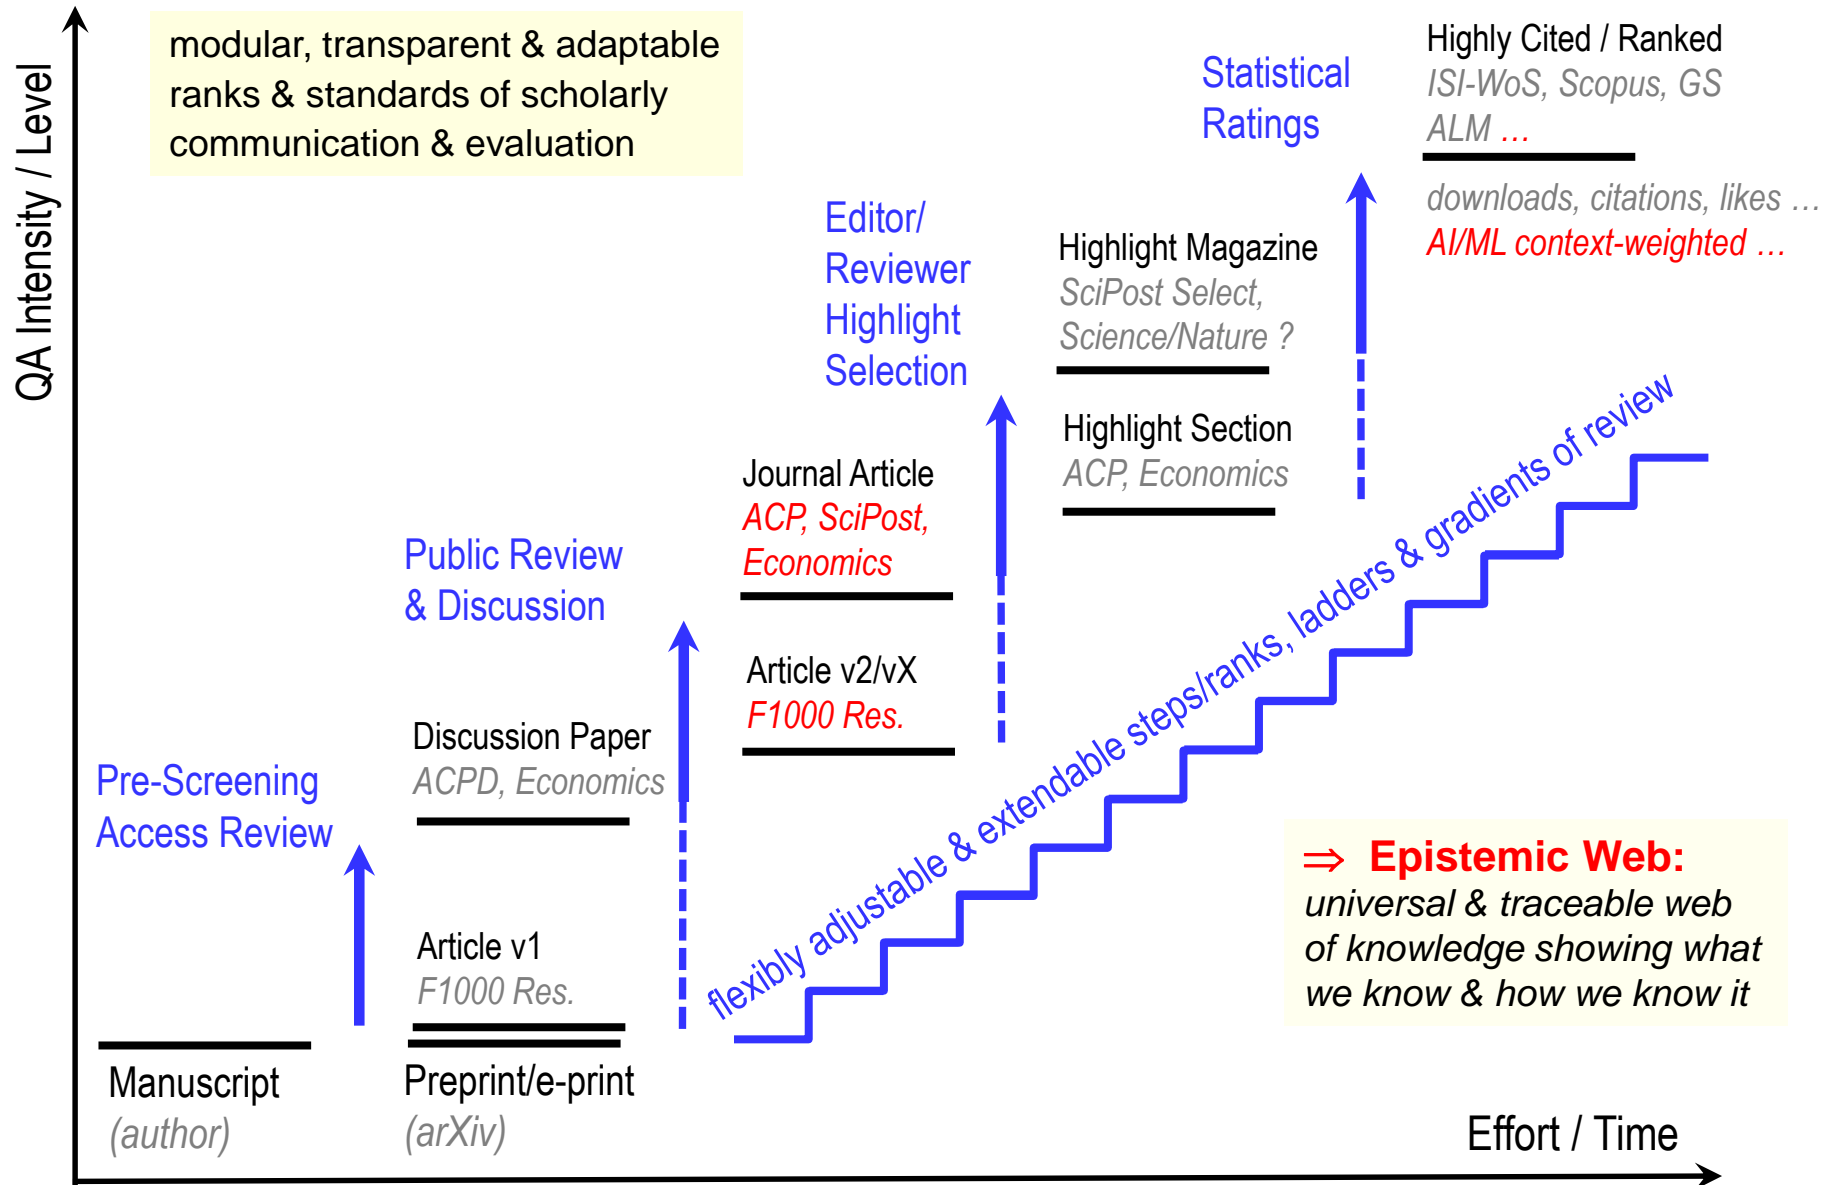 QA Intensity / Level
modular, transparent & adaptable
ranks & standards of scholarly
communication & evaluation
Pre-Screening
Access Review
Manuscript
(author)
Public Review
& Discussion
Discussion Paper
ACPD, Economics
Article v1
F1000 Res.
Preprint/e-print
(arXiv)
Editor/
Reviewer
Highlight
Selection
Journal Article
ACP, SciPost,
Economics
Article v2/vX
F1000 Res.
Statistical
Ratings
Highlight Magazine
SciPost Select,
Science/Nature ?
Highlight Section
ACP, Economics
Highly Cited / Ranked
ISI-WoS, Scopus, GS
ALM ...
downloads, citations, likes ...
AI/ML context-weighted ...
flexibly adjustable & extendable steps/ranks, ladders & gradients of review
⇒ Epistemic Web:
universal & traceable web
of knowledge showing what
we know & how we know it
Effort / Time